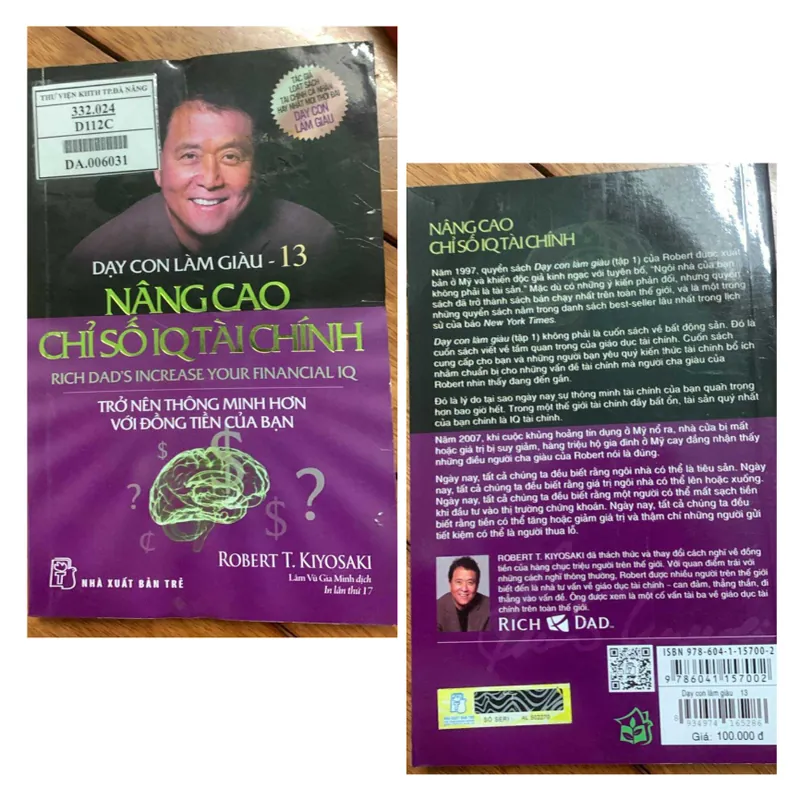 THƯ VIỆN KHTH TP.ĐÀ NẴNG
332.024
D112C
DA.006031
TÁC GIẢ
LOẠT SÁCH
TÀI CHÍNH CÁ NHÂN
HAY NHẤT MỌI THỜI ĐẠI
DẠY CON
LÀM GIÀU
DẠY CON LÀM GIÀU - 13
NÂNG CAO
CHỈ SỐ IQ TÀI CHÍNH
RICH DAD'S INCREASE YOUR FINANCIAL IQ
TRỞ NÊN THÔNG MINH HƠN
VỚI ĐỒNG TIỀN CỦA BẠN
$ $ $
? ?
¢ $
ROBERT T. KIYOSAKI
Lâm Vũ Gia Minh dịch
In lần thứ 17
NHÀ XUẤT BẢN TRẺ
NÂNG CAO
CHỈ SỐ IQ TÀI CHÍNH
Năm 1997, quyển sách Dạy con làm giàu (tập 1) của Robert được xuất
bản ở Mỹ và khiến độc giả kinh ngạc với tuyên bố, "Ngôi nhà của bạn
không phải là tài sản." Mặc dù có những ý kiến phản đối, nhưng quyển
sách đã trở thành sách bán chạy nhất trên toàn thế giới, và là một trong
những quyển sách nằm trong danh sách best-seller lâu nhất trong lịch
sử của báo New York Times.
Dạy con làm giàu (tập 1) không phải là cuốn sách về bất động sản. Đó là
cuốn sách viết về tầm quan trọng của giáo dục tài chính. Cuốn sách
cung cấp cho bạn và những người bạn yêu quý kiến thức tài chính bổ ích
nhằm chuẩn bị cho những vấn đề tài chính mà người cha giàu của
Robert nhìn thấy đang đến gần.
Đó là lý do tại sao ngày nay sự thông minh tài chính của bạn quan trọng
hơn bao giờ hết. Trong một thế giới tài chính đầy bất ổn, tài sản quý nhất
của bạn chính là IQ tài chính.
Năm 2007, khi cuộc khủng hoảng tín dụng ở Mỹ nổ ra, nhà cửa bị mất
hoặc giá trị bị suy giảm, hàng triệu hộ gia đình ở Mỹ cay đắng nhận thấy
những điều người cha giàu của Robert nói là đúng.
Ngày nay, tất cả chúng ta đều biết rằng ngôi nhà có thể là tiêu sản. Ngày
nay, tất cả chúng ta đều biết rằng giá trị ngôi nhà có thể lên hoặc xuống.
Ngày nay, tất cả chúng ta đều biết rằng một người có thể mất sạch tiền
khi đầu tư vào thị trường chứng khoán. Ngày nay, tất cả chúng ta đều
biết rằng tiền có thể tăng hoặc giảm giá trị và thậm chí những người gửi
tiết kiệm có thể là người thua lỗ.
ROBERT T. KIYOSAKI đã thách thức và thay đổi cách nghĩ về đồng
tiền của hàng chục triệu người trên thế giới. Với quan điểm trái với
những cách nghĩ thông thường, Robert được nhiều người trên thế giới
biết đến là nhà tư vấn về giáo dục tài chính - can đảm, thẳng thắn, đi
thẳng vào vấn đề. Ông được xem là một cố vấn tài ba về giáo dục tài
chính trên toàn thế giới.
RICH DAD™
ISBN 978-604-1-15700-2
9 786041 157002
Dạy con làm giàu 13
8 934974 165286
Giá: 100.000 đ
NHÀ XUẤT BẢN TRẺ
SỐ SERI